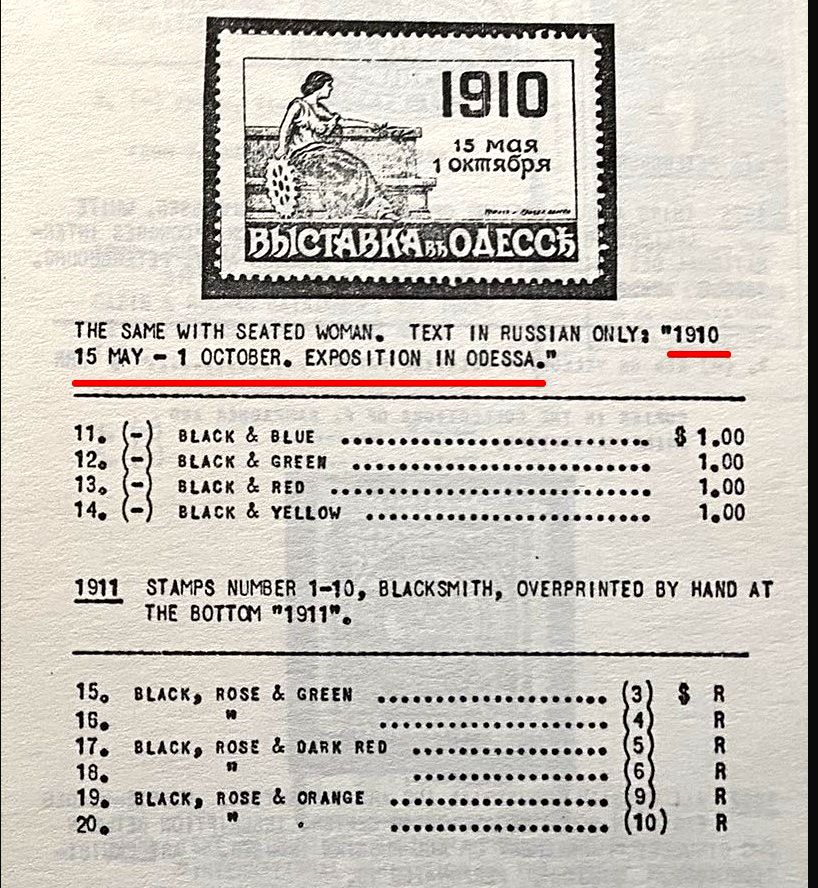 1910
15 мая
1 октября
ВЫСТАВКА въ ОДЕССѢ
THE SAME WITH SEATED WOMAN. TEXT IN RUSSIAN ONLY: "1910
15 MAY – 1 OCTOBER. EXPOSITION IN ODESSA."
11. (-) BLACK & BLUE ................................ $ 1.00
12. (-) BLACK & GREEN ............................... 1.00
13. (-) BLACK & RED ................................. 1.00
14. (-) BLACK & YELLOW .............................. 1.00
1911 STAMPS NUMBER 1-10, BLACKSMITH, OVERPRINTED BY HAND AT
THE BOTTOM "1911".
15. BLACK, ROSE & GREEN ...................... (3) $ R
16. " ...................... (4) R
17. BLACK, ROSE & DARK RED ................... (5) R
18. " ................... (6) R
19. BLACK, ROSE & ORANGE ..................... (9) R
20. " . ..................... (10) R